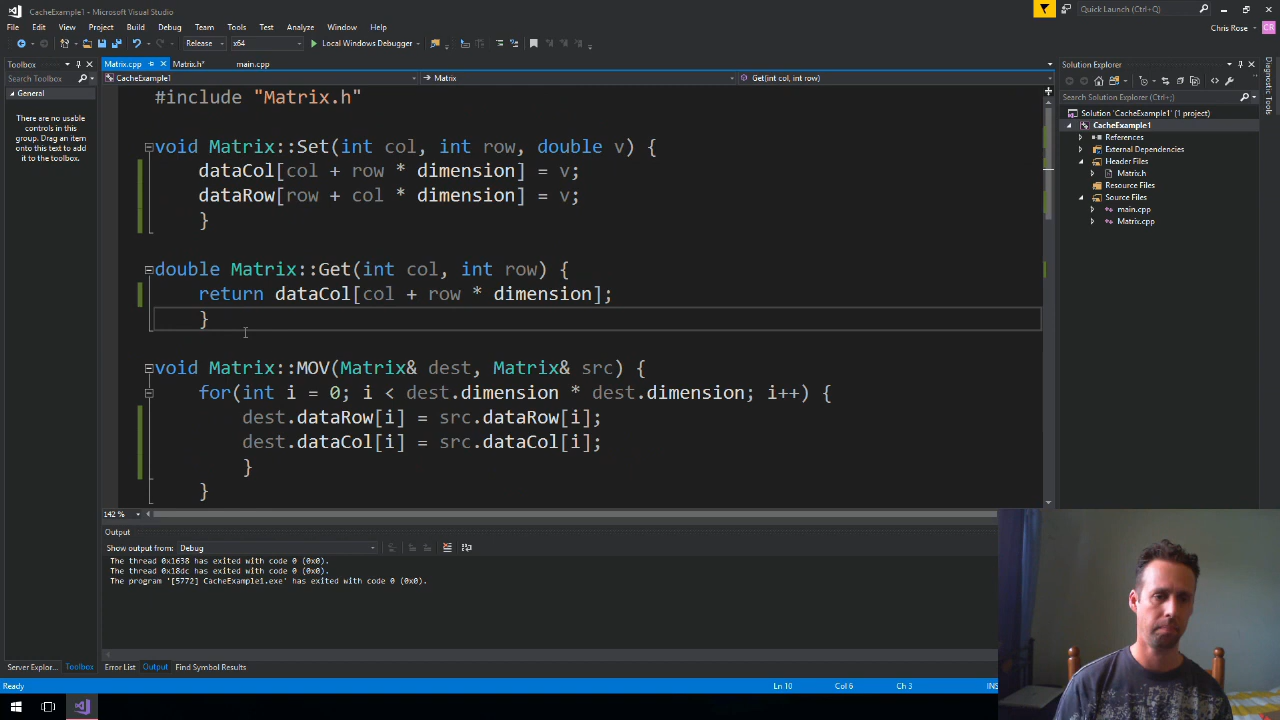 CacheExample1 - Microsoft Visual Studio
Quick Launch (Ctrl+Q)
File Edit View Project Build Debug Team Tools Test Analyze Window Help
Chris Rose
CR
Release x64 Local Windows Debugger
Toolbox
Search Toolbox
General
There are no usable
controls in this
group. Drag an item
onto this text to
add it to the toolbox.
Matrix.cpp Matrix.h* main.cpp
CacheExample1 Matrix Get(int col, int row)
#include "Matrix.h"
void Matrix::Set(int col, int row, double v) {
dataCol[col + row * dimension] = v;
dataRow[row + col * dimension] = v;
}
double Matrix::Get(int col, int row) {
return dataCol[col + row * dimension];
}
void Matrix::MOV(Matrix& dest, Matrix& src) {
for(int i = 0; i < dest.dimension * dest.dimension; i++) {
dest.dataRow[i] = src.dataRow[i];
dest.dataCol[i] = src.dataCol[i];
}
}
142 %
Output
Show output from: Debug
The thread 0x1638 has exited with code 0 (0x0).
The thread 0x18dc has exited with code 0 (0x0).
The program '[5772] CacheExample1.exe' has exited with code 0 (0x0).
Solution Explorer
Search Solution Explorer
Solution 'CacheExample1' (1 project)
CacheExample1
References
External Dependencies
Header Files
Matrix.h
Resource Files
Source Files
main.cpp
Matrix.cpp
Diagnostic Tools
Server Explor... Toolbox
Error List Output Find Symbol Results
Ready Ln 10 Col 6 Ch 3 INS